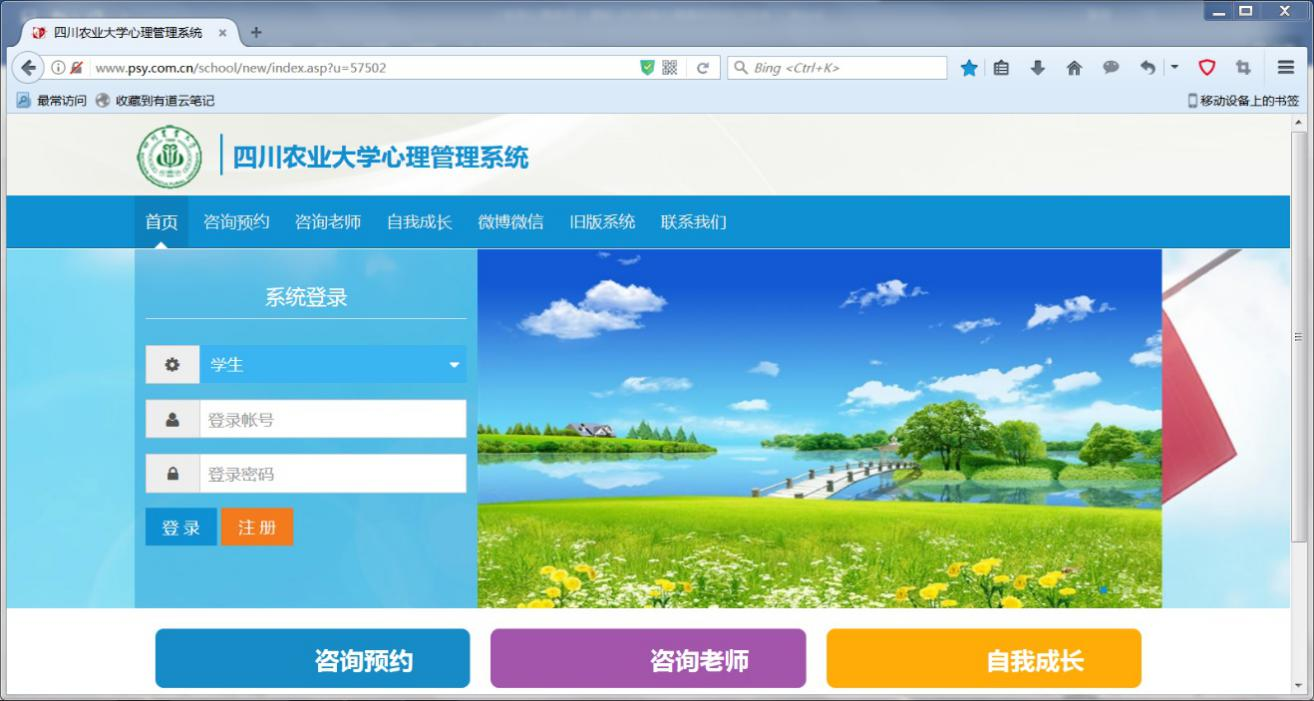 四川农业大学心理管理系统
www.psy.com.cn/school/new/index.asp?u=57502
Bing <Ctrl+K>
最常访问 收藏到有道云笔记 移动设备上的书签
四川农业大学心理管理系统
首页 咨询预约 咨询老师 自我成长 微博微信 旧版系统 联系我们
系统登录
学生
登录帐号
登录密码
登 录 注 册
咨询预约 咨询老师 自我成长